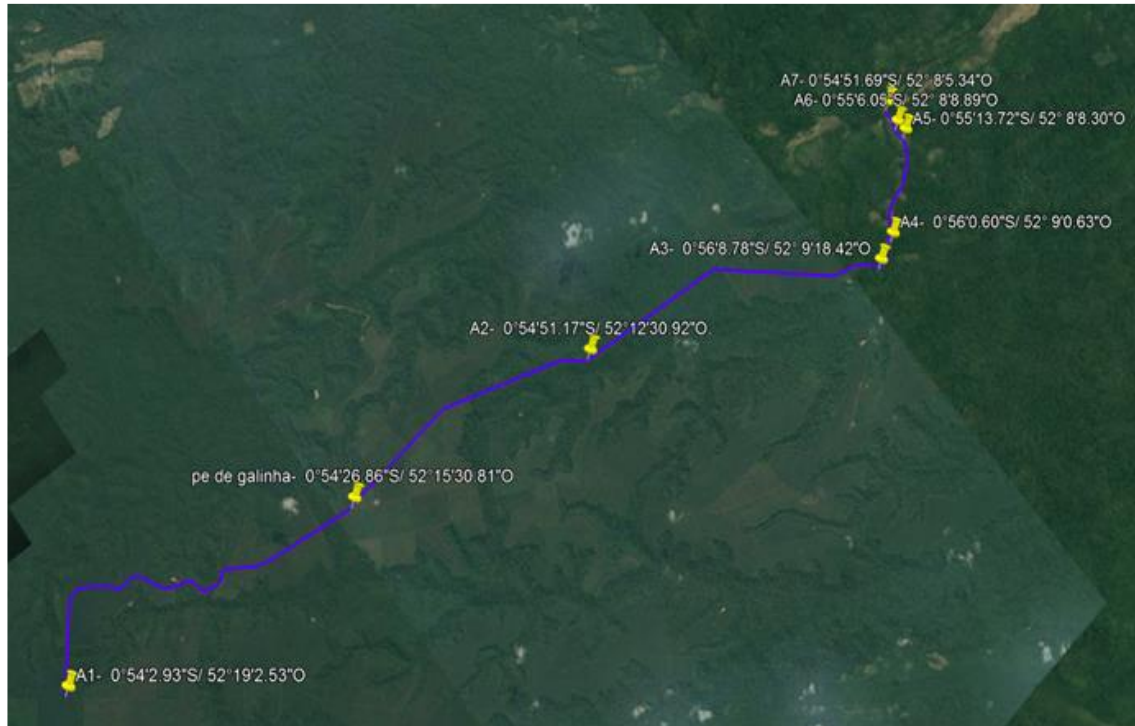 A7- 0°54'51.69"S/ 52° 8'5.34"O
A6- 0°55'6.05"S/ 52° 8'8.89"O
A5- 0°55'13.72"S/ 52° 8'8.30"O
A4- 0°56'0.60"S/ 52° 9'0.63"O
A3- 0°56'8.78"S/ 52° 9'18.42"O
A2- 0°54'51.17"S/ 52°12'30.92"O.
pe de galinha- 0°54'26.86"S/ 52°15'30.81"O
A1- 0°54'2.93"S/ 52°19'2.53"O